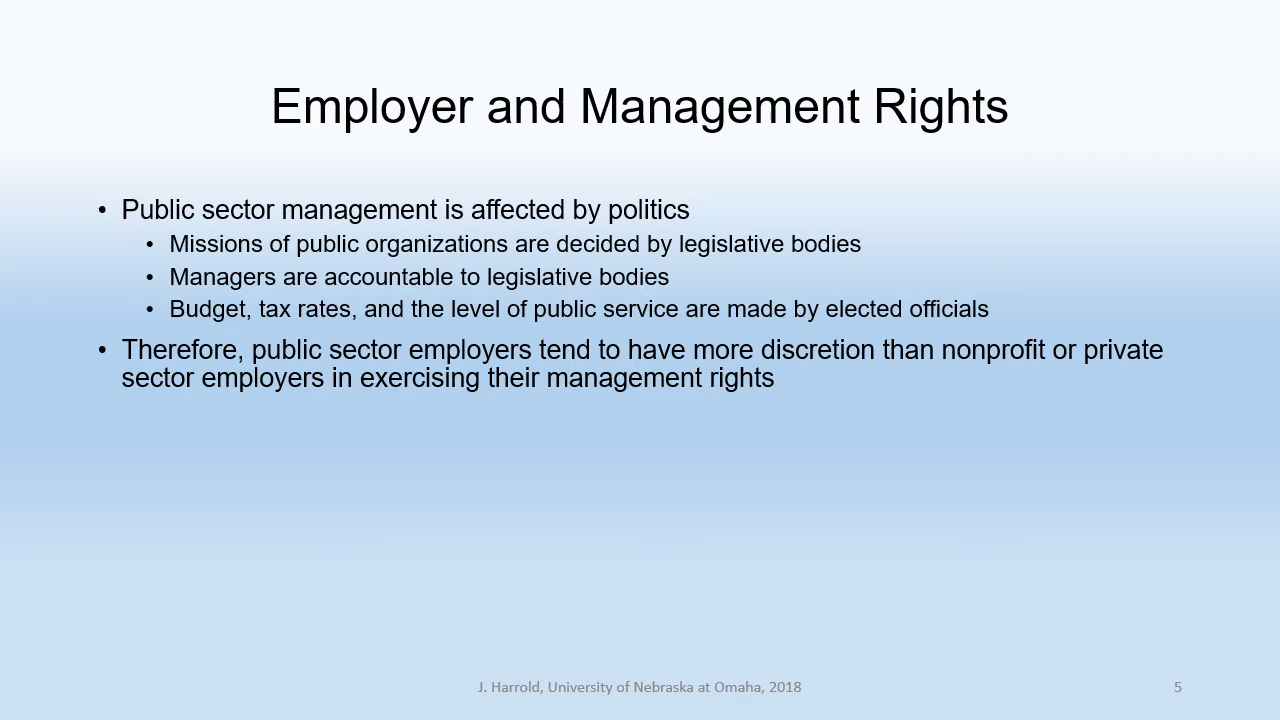 Employer and Management Rights
• Public sector management is affected by politics
• Missions of public organizations are decided by legislative bodies
• Managers are accountable to legislative bodies
• Budget, tax rates, and the level of public service are made by elected officials
• Therefore, public sector employers tend to have more discretion than nonprofit or private
sector employers in exercising their management rights
J. Harrold, University of Nebraska at Omaha, 2018
5